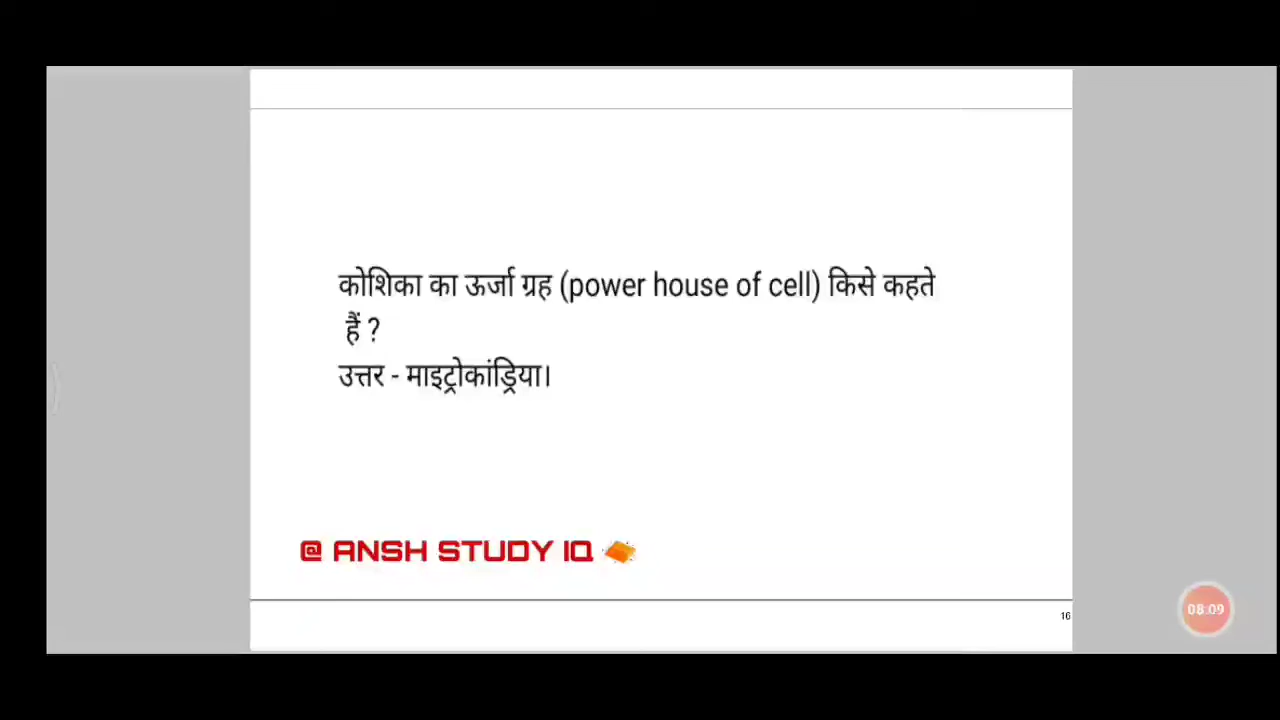 कोशिका का ऊर्जा ग्रह (power house of cell) किसे कहते
हैं ?
उत्तर - माइट्रोकांड्रिया।
@ ANSH STUDY IQ
16
08:09